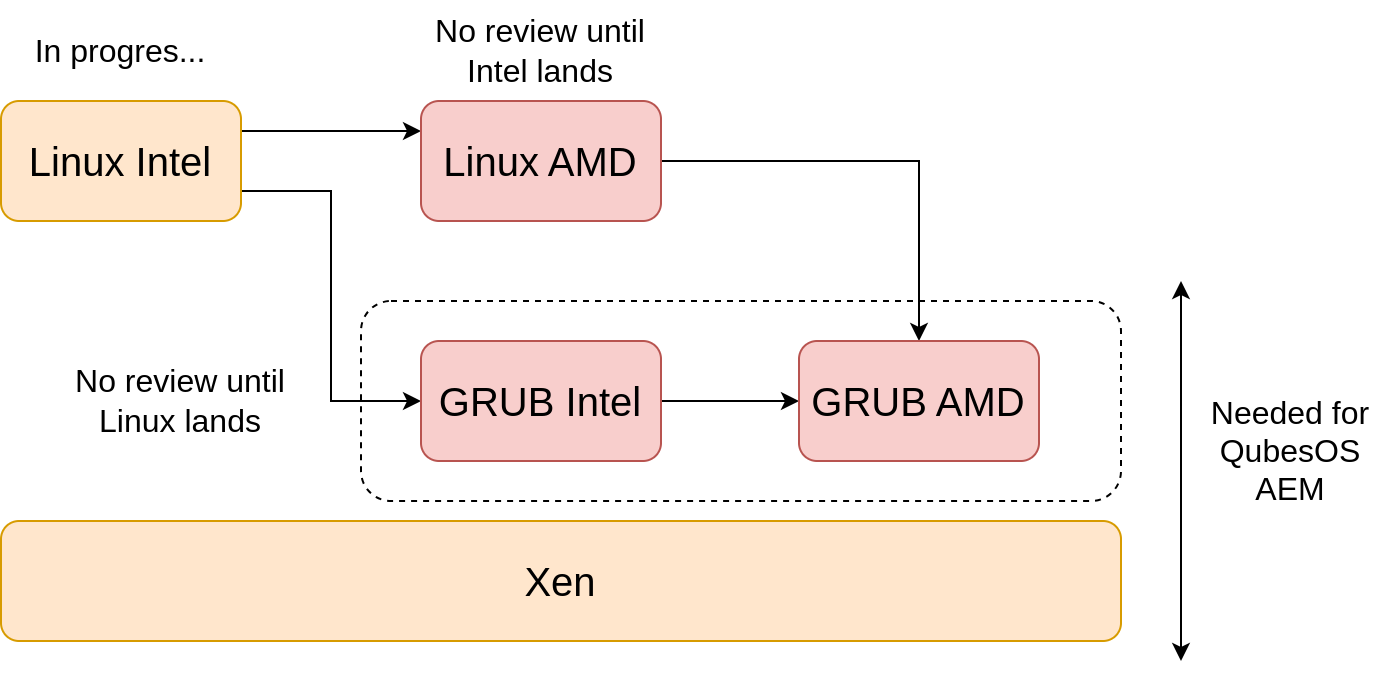 In progres...
No review until
Intel lands
Linux Intel
Linux AMD
No review until
Linux lands
GRUB Intel
GRUB AMD
Needed for
QubesOS
AEM
Xen